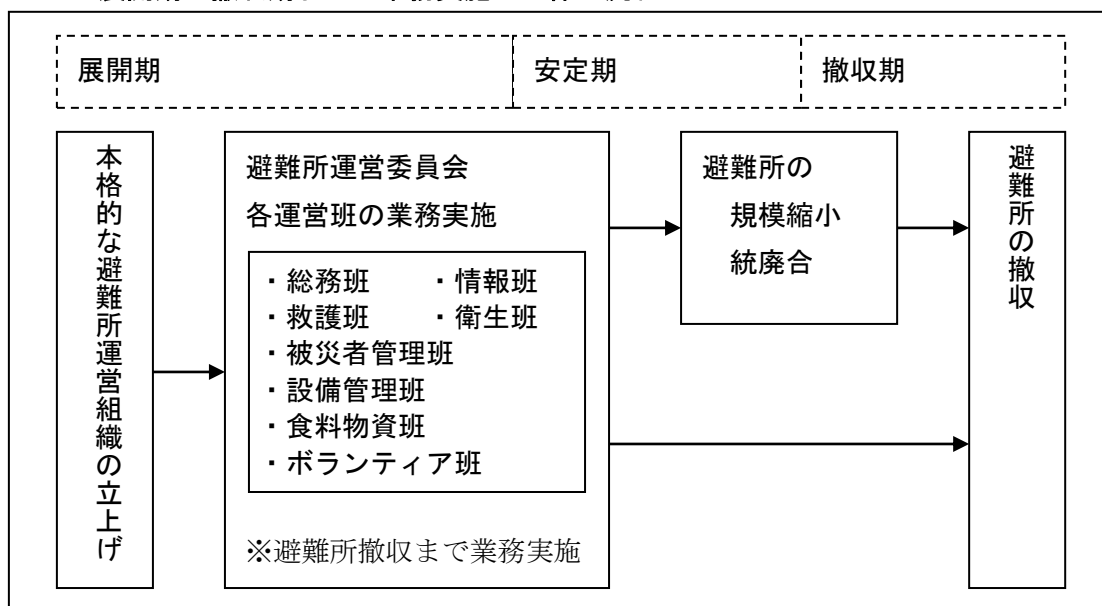 展開期　安定期　撤収期
本格的な避難所運営組織の立上げ
避難所運営委員会
各運営班の業務実施
・総務班　・情報班
・救護班　・衛生班
・被災者管理班
・設備管理班
・食料物資班
・ボランティア班
※避難所撤収まで業務実施
避難所の
規模縮小
統廃合
避難所の撤収